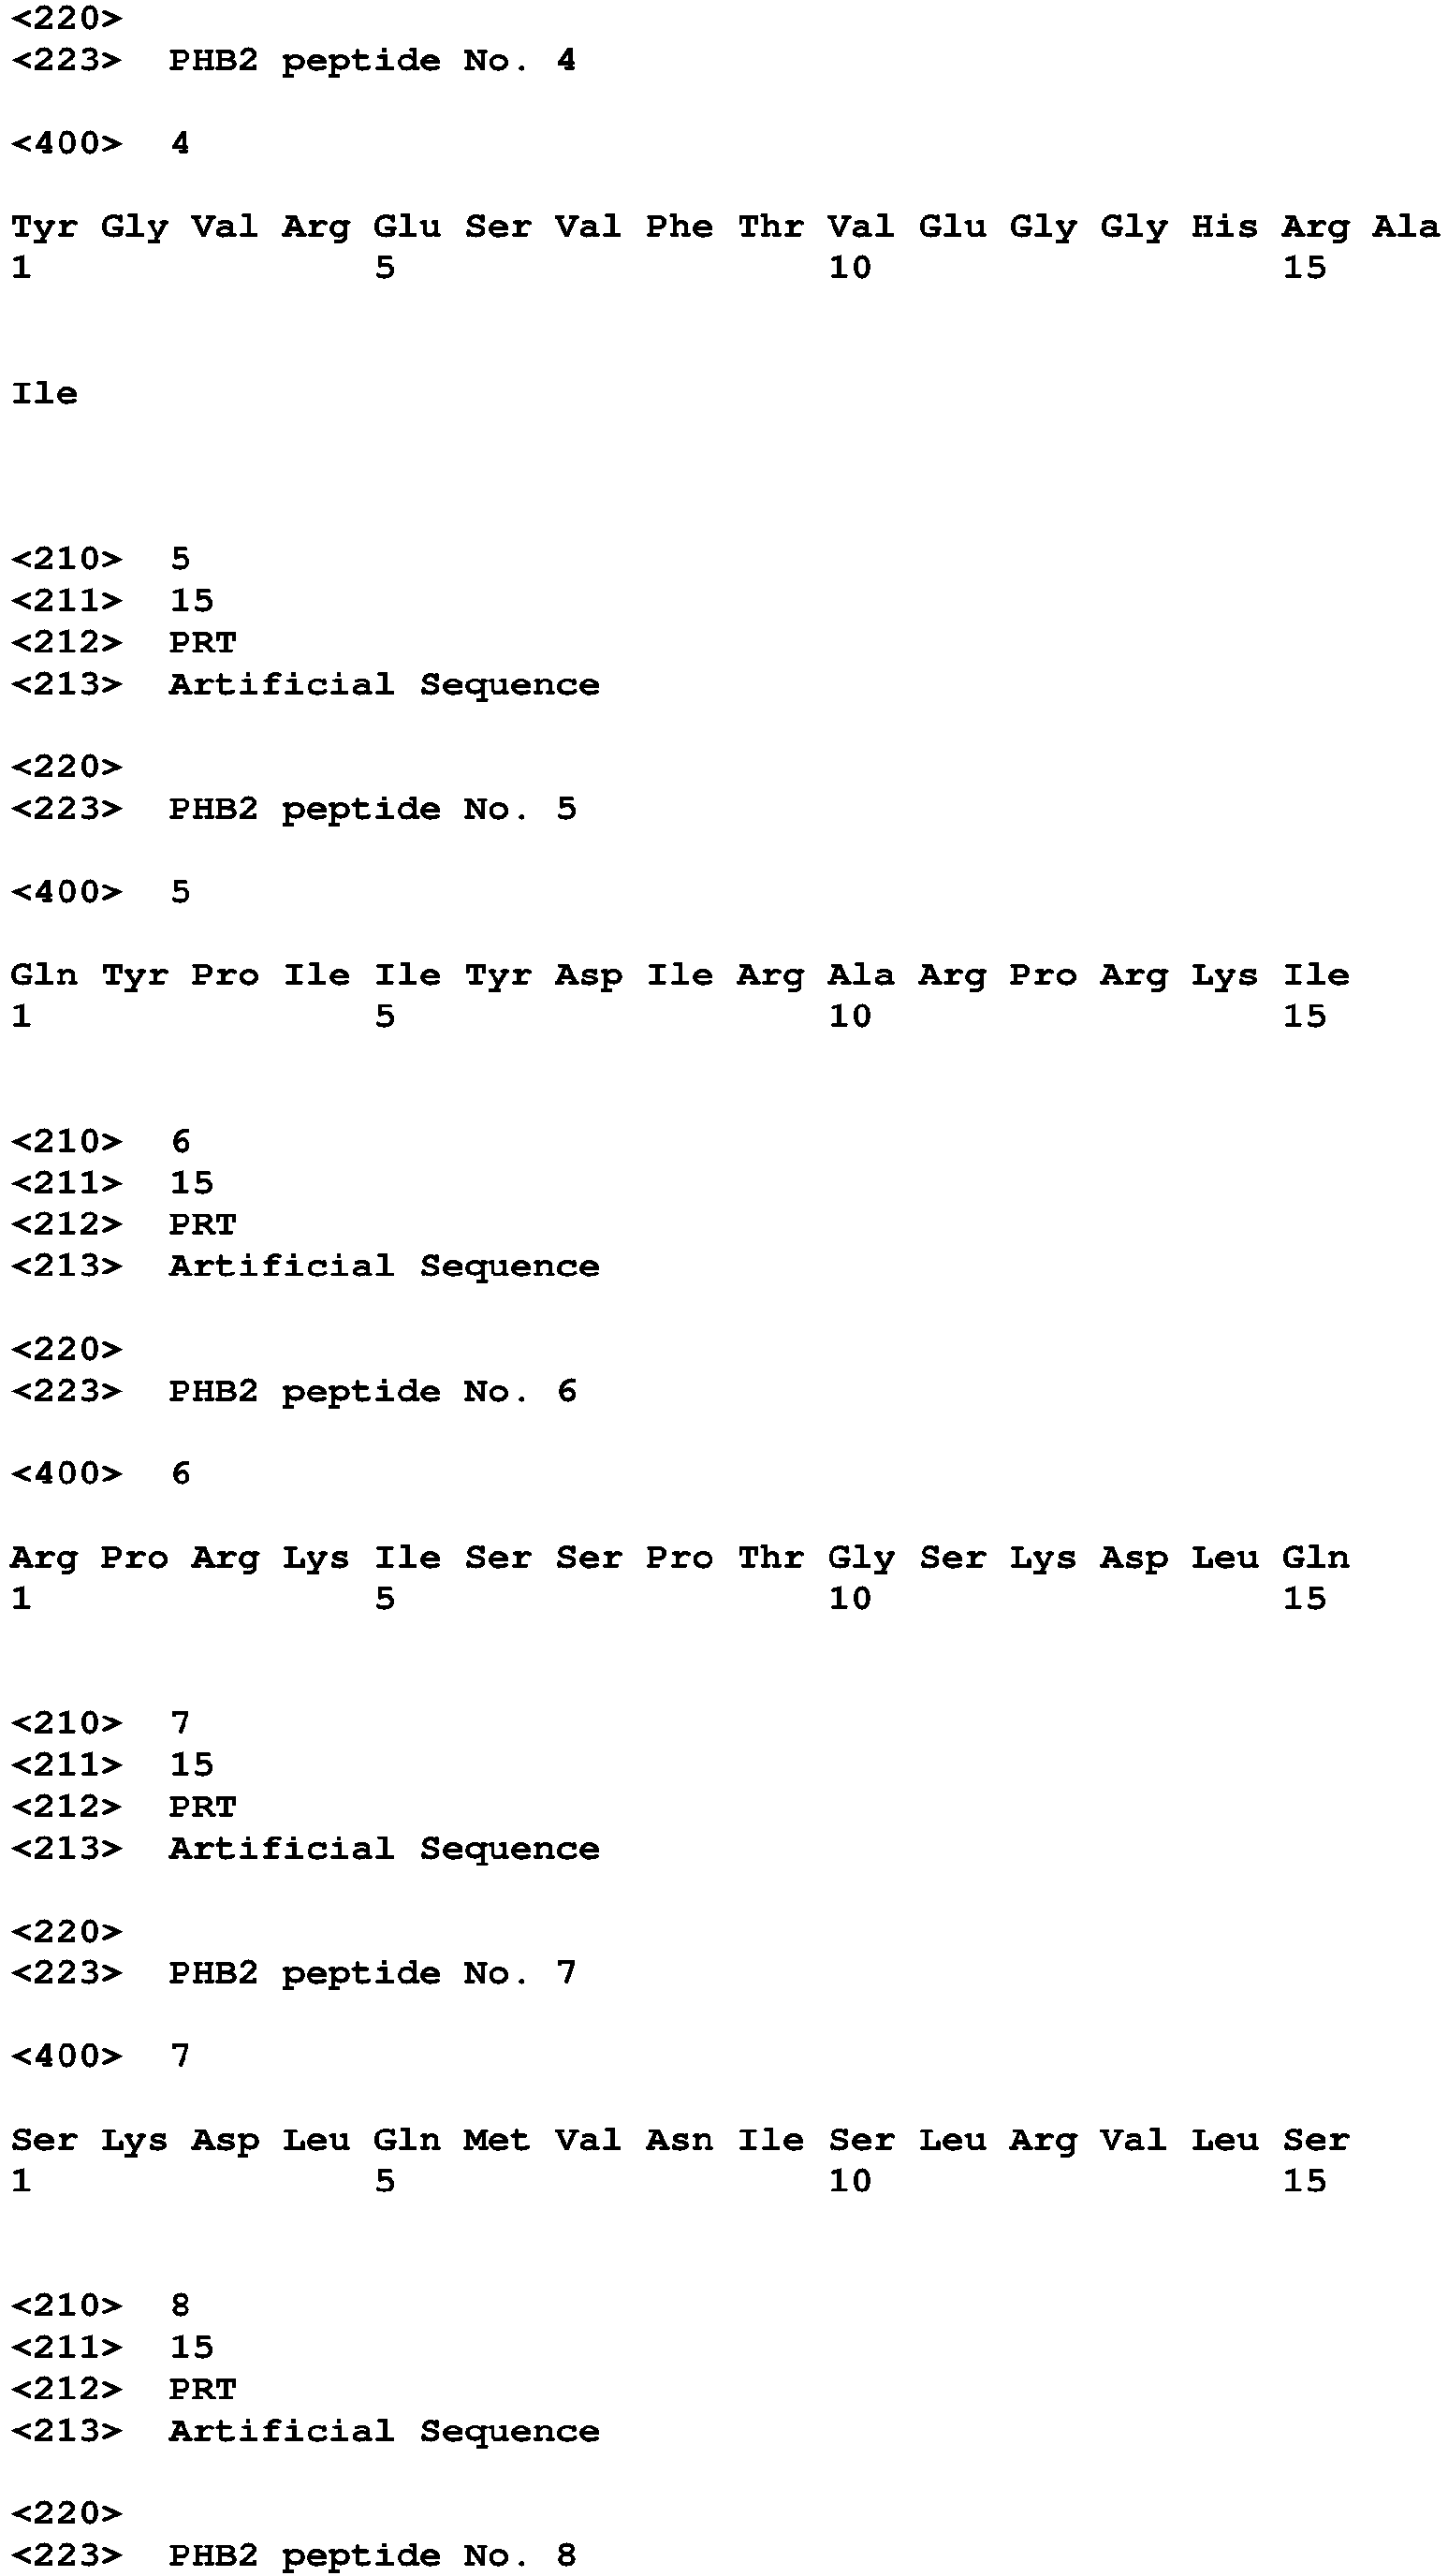 <220>
<223> PHB2 peptide No. 4
<400> 4
Tyr Gly Val Arg Glu Ser Val Phe Thr Val Glu Gly Gly His Arg Ala
1 5 10 15
Ile
<210> 5
<211> 15
<212> PRT
<213> Artificial Sequence
<220>
<223> PHB2 peptide No. 5
<400> 5
Gln Tyr Pro Ile Ile Tyr Asp Ile Arg Ala Arg Pro Arg Lys Ile
1 5 10 15
<210> 6
<211> 15
<212> PRT
<213> Artificial Sequence
<220>
<223> PHB2 peptide No. 6
<400> 6
Arg Pro Arg Lys Ile Ser Ser Pro Thr Gly Ser Lys Asp Leu Gln
1 5 10 15
<210> 7
<211> 15
<212> PRT
<213> Artificial Sequence
<220>
<223> PHB2 peptide No. 7
<400> 7
Ser Lys Asp Leu Gln Met Val Asn Ile Ser Leu Arg Val Leu Ser
1 5 10 15
<210> 8
<211> 15
<212> PRT
<213> Artificial Sequence
<220>
<223> PHB2 peptide No. 8